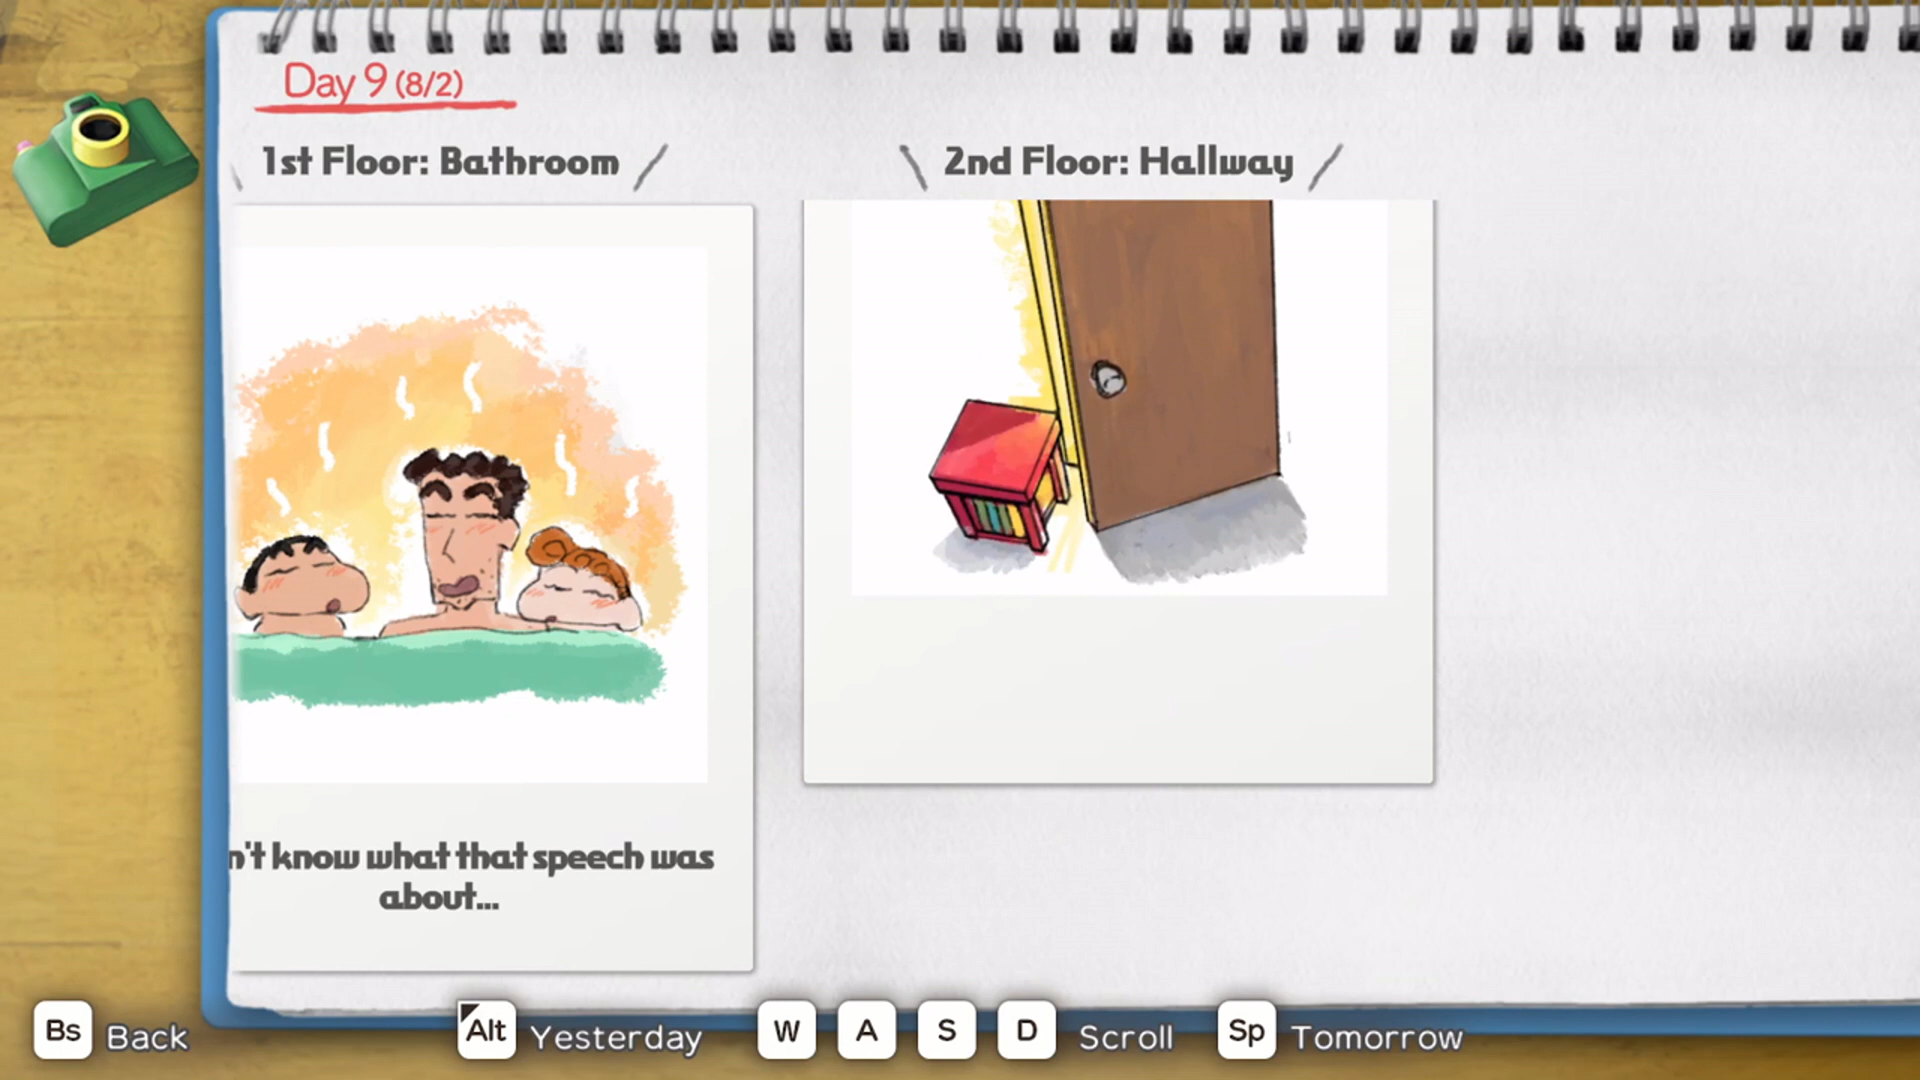 Day 9 (8/2)
1st Floor: Bathroom
2nd Floor: Hallway
n't know what that speech was
about...
Bs Back
Alt Yesterday
W A S D Scroll
Sp Tomorrow